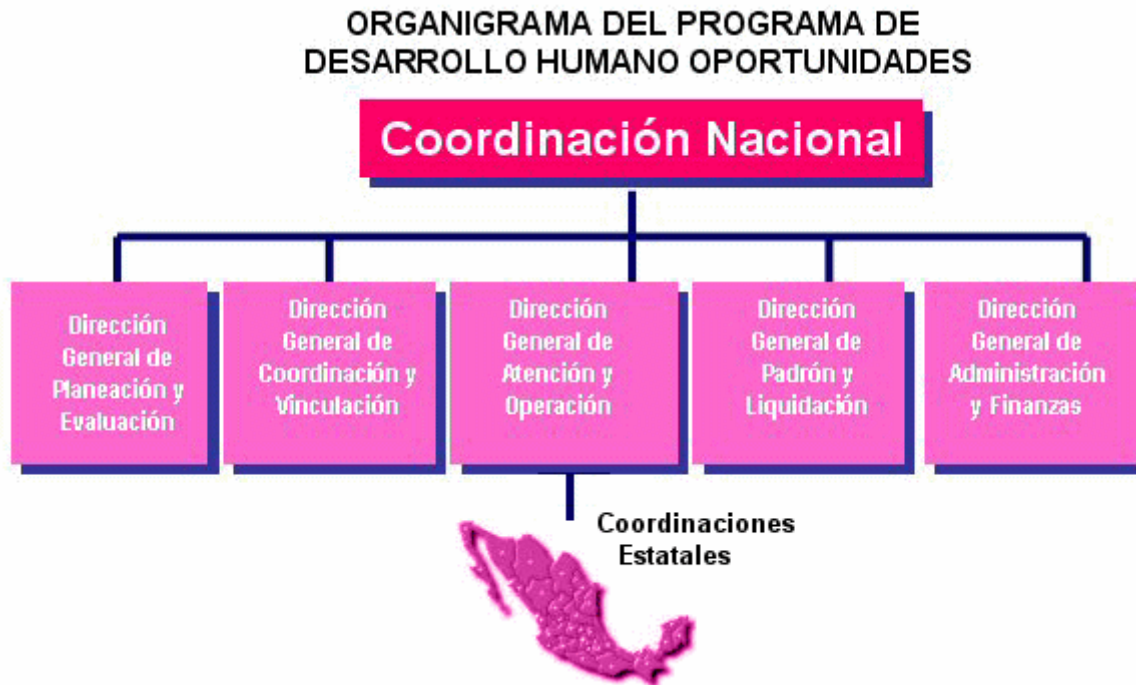 ORGANIGRAMA DEL PROGRAMA DE
DESARROLLO HUMANO OPORTUNIDADES
Coordinación Nacional
Dirección
General de
Planeación y
Evaluación
Dirección
General de
Coordinación y
Vinculación
Dirección
General de
Atención y
Operación
Dirección
General de
Padrón y
Liquidación
Dirección
General de
Administración
y Finanzas
Coordinaciones
Estatales